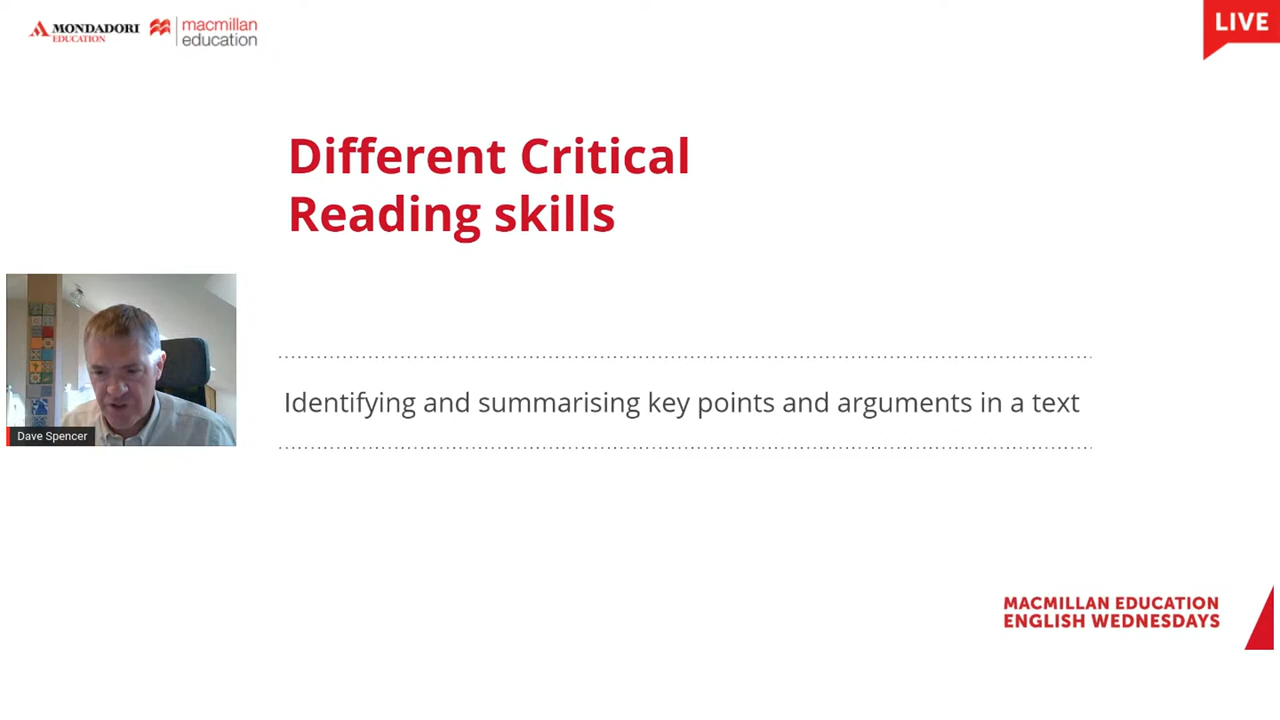 MONDADORI
EDUCATION
macmillan
education
LIVE
Different Critical
Reading skills
Dave Spencer
Identifying and summarising key points and arguments in a text
MACMILLAN EDUCATION
ENGLISH WEDNESDAYS